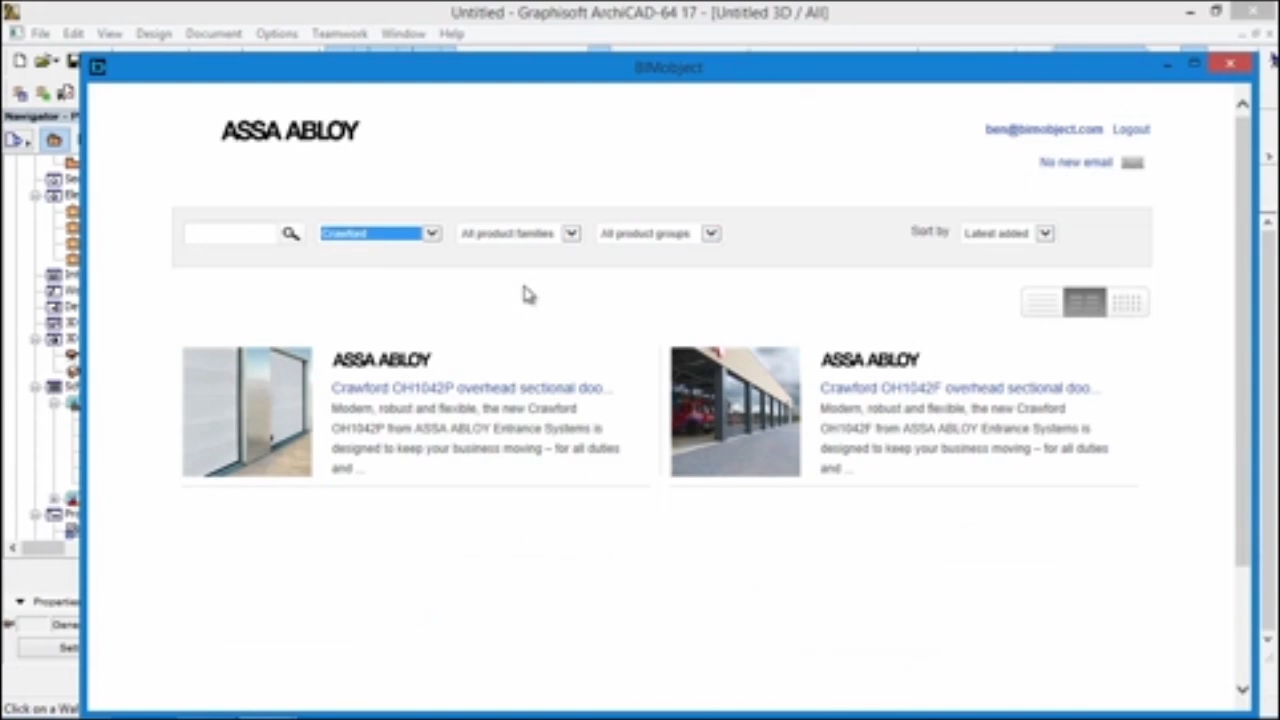 Untitled - Graphisoft ArchiCAD-64 17 - [Untitled 3D / All]
File Edit View Design Document Options Teamwork Window Help
BIMobject
ASSA ABLOY
ben@bimobject.com Logout
No new email
Crawford All product families All product groups Sort by Latest added
ASSA ABLOY
Crawford OH1042P overhead sectional doo...
Modern, robust and flexible, the new Crawford
OH1042P from ASSA ABLOY Entrance Systems is
designed to keep your business moving – for all duties
and ...
ASSA ABLOY
Crawford OH1042F overhead sectional doo...
Modern, robust and flexible, the new Crawford
OH1042F from ASSA ABLOY Entrance Systems is
designed to keep your business moving – for all duties
and ...
Navigator - P
Click on a Wal